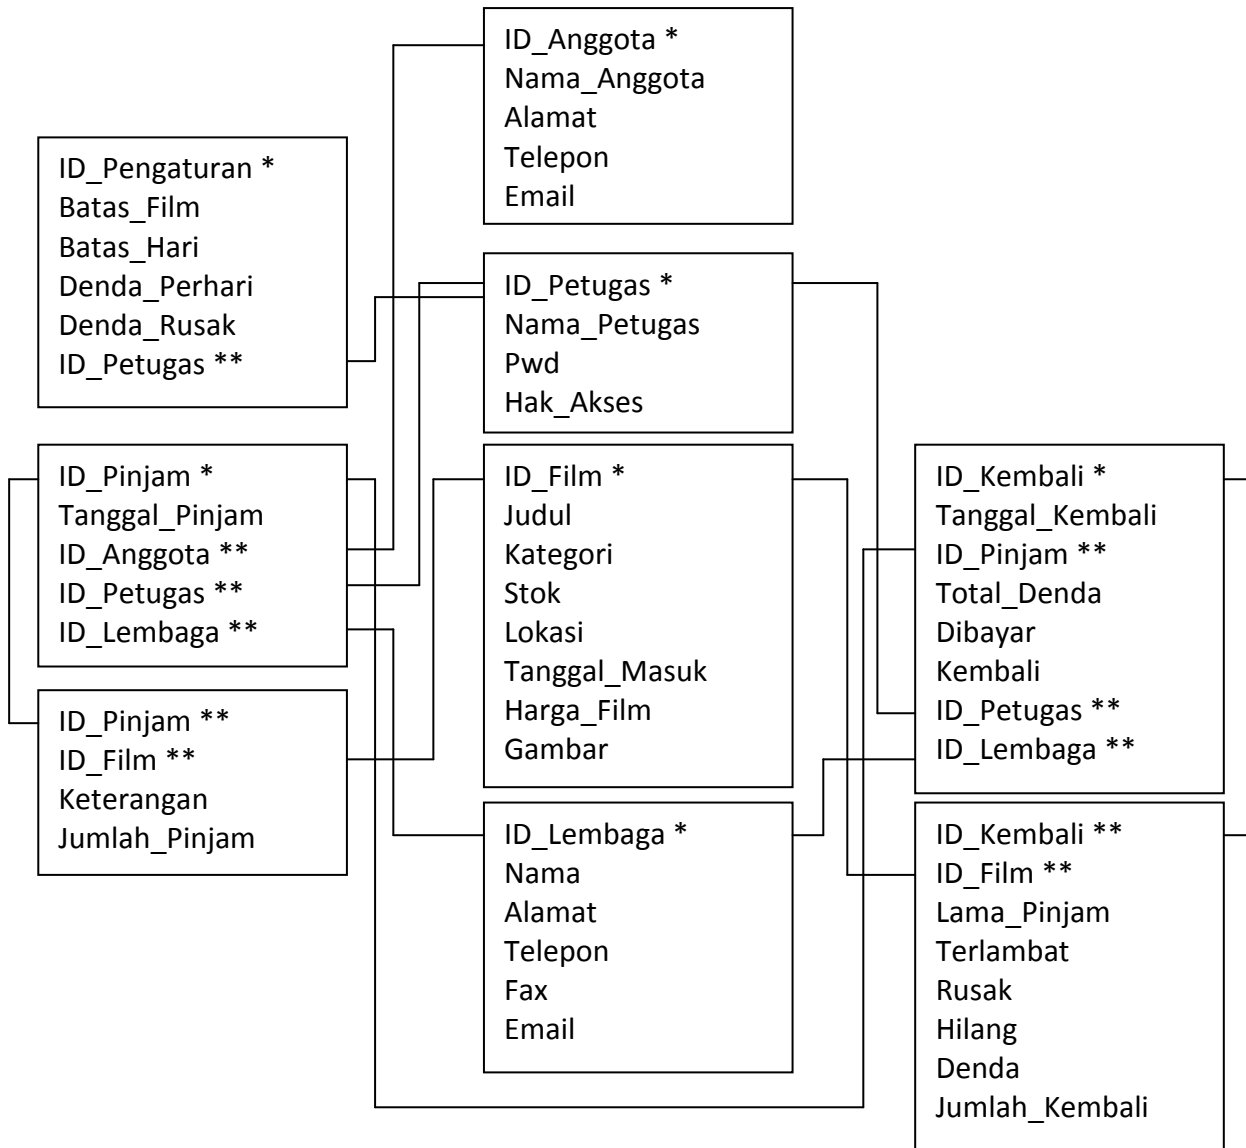 ID_Anggota *
Nama_Anggota
Alamat
Telepon
Email
ID_Pengaturan *
Batas_Film
Batas_Hari
Denda_Perhari
Denda_Rusak
ID_Petugas **
ID_Petugas *
Nama_Petugas
Pwd
Hak_Akses
ID_Pinjam *
Tanggal_Pinjam
ID_Anggota **
ID_Petugas **
ID_Lembaga **
ID_Film *
Judul
Kategori
Stok
Lokasi
Tanggal_Masuk
Harga_Film
Gambar
ID_Kembali *
Tanggal_Kembali
ID_Pinjam **
Total_Denda
Dibayar
Kembali
ID_Petugas **
ID_Lembaga **
ID_Pinjam **
ID_Film **
Keterangan
Jumlah_Pinjam
ID_Lembaga *
Nama
Alamat
Telepon
Fax
Email
ID_Kembali **
ID_Film **
Lama_Pinjam
Terlambat
Rusak
Hilang
Denda
Jumlah_Kembali